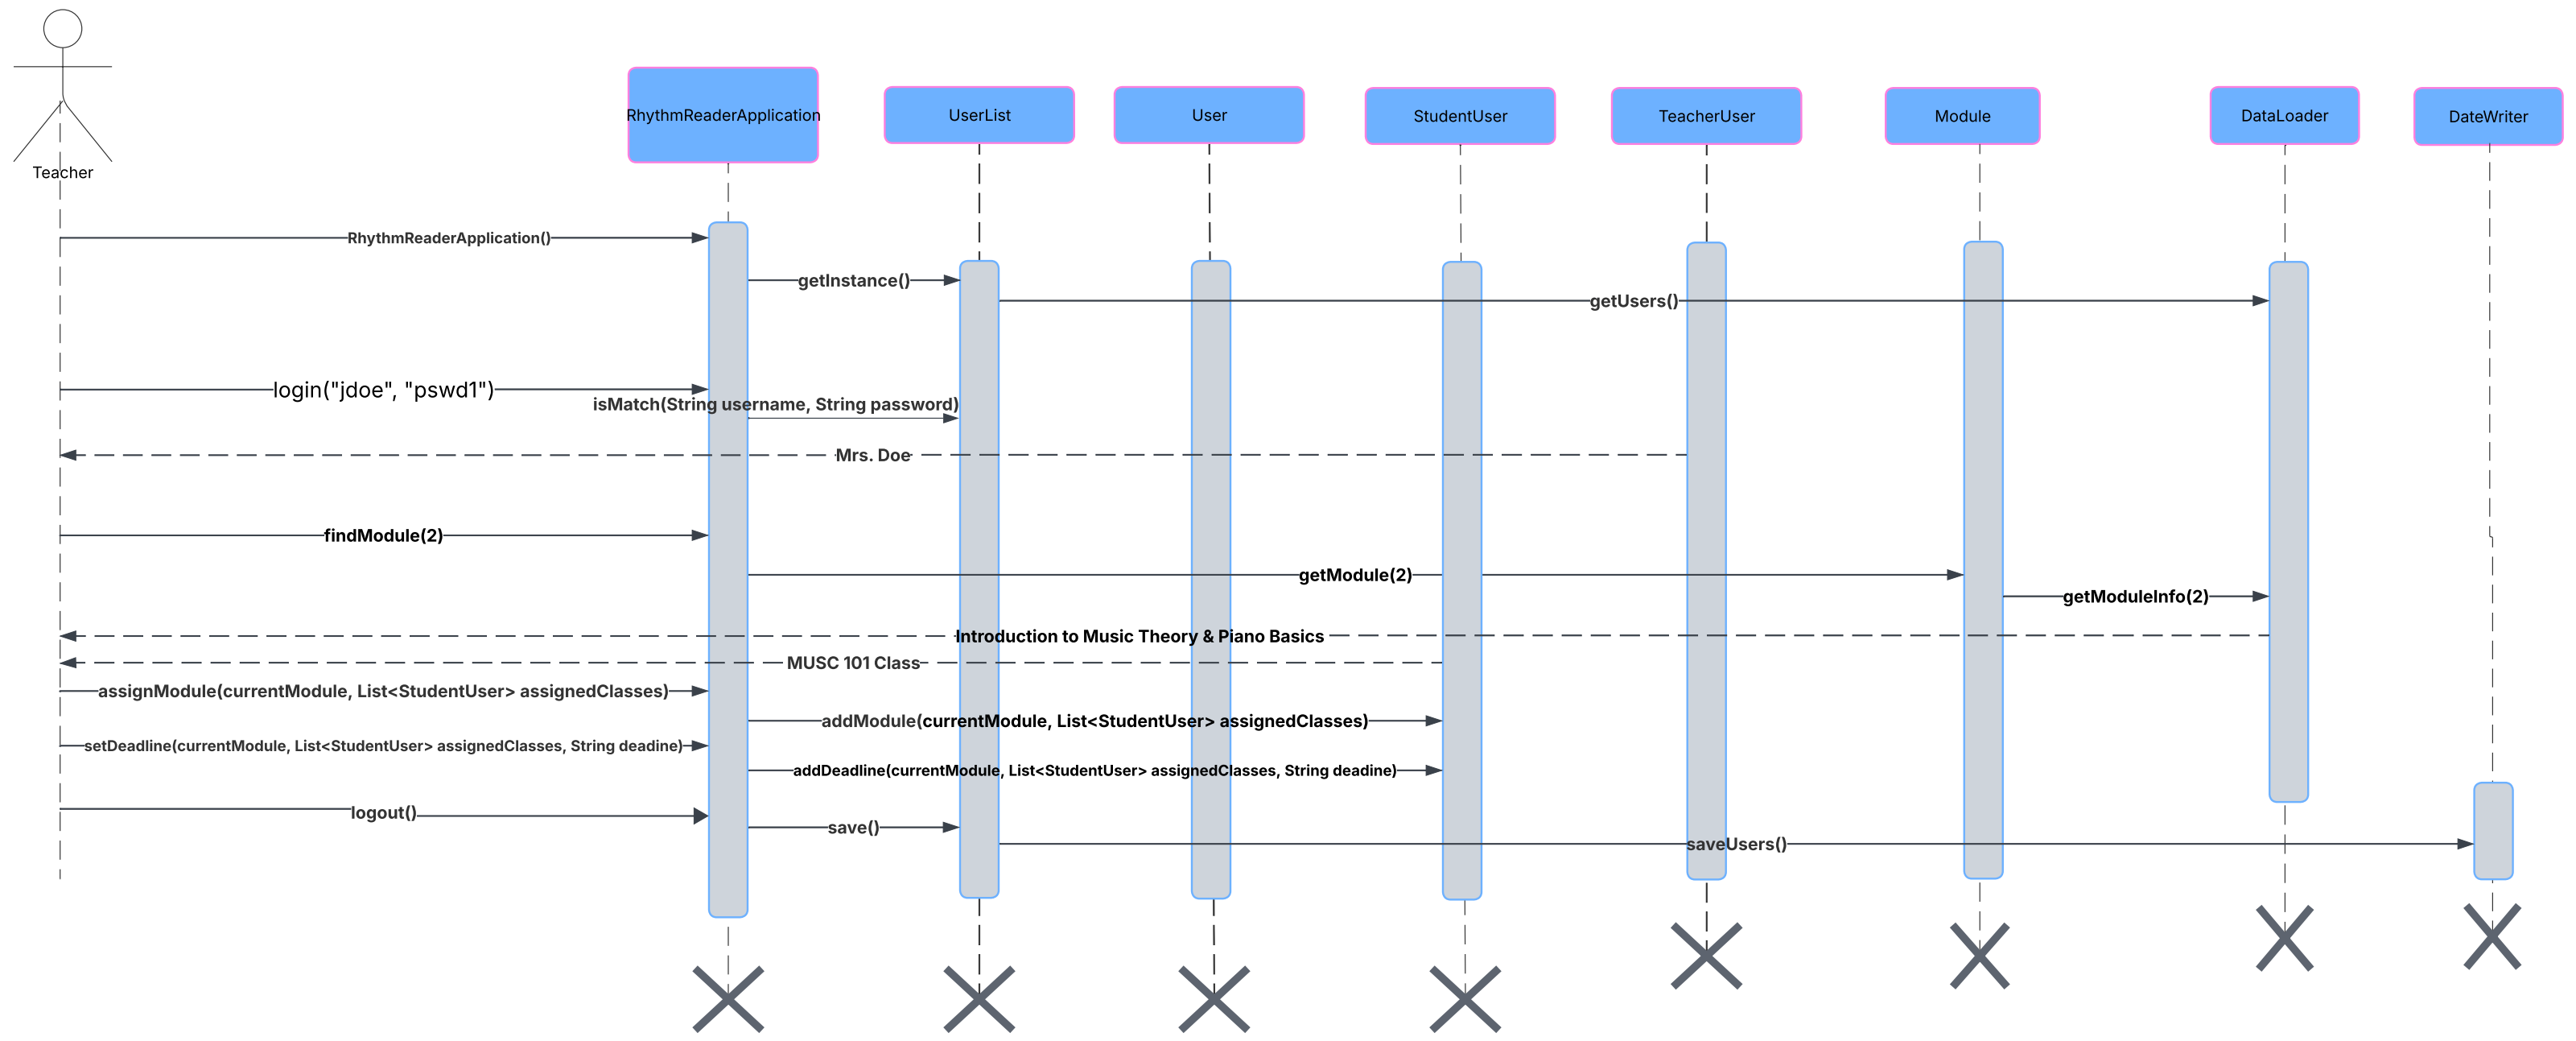 Teacher
RhythmReaderApplication
UserList
User
StudentUser
TeacherUser
Module
DataLoader
DateWriter
RhythmReaderApplication()
getInstance()
getUsers()
login("jdoe", "pswd1")
isMatch(String username, String password)
Mrs. Doe
findModule(2)
getModule(2)
getModuleInfo(2)
Introduction to Music Theory & Piano Basics
MUSC 101 Class
assignModule(currentModule, List<StudentUser> assignedClasses)
addModule(currentModule, List<StudentUser> assignedClasses)
setDeadline(currentModule, List<StudentUser> assignedClasses, String deadine)
addDeadline(currentModule, List<StudentUser> assignedClasses, String deadine)
logout()
save()
saveUsers()